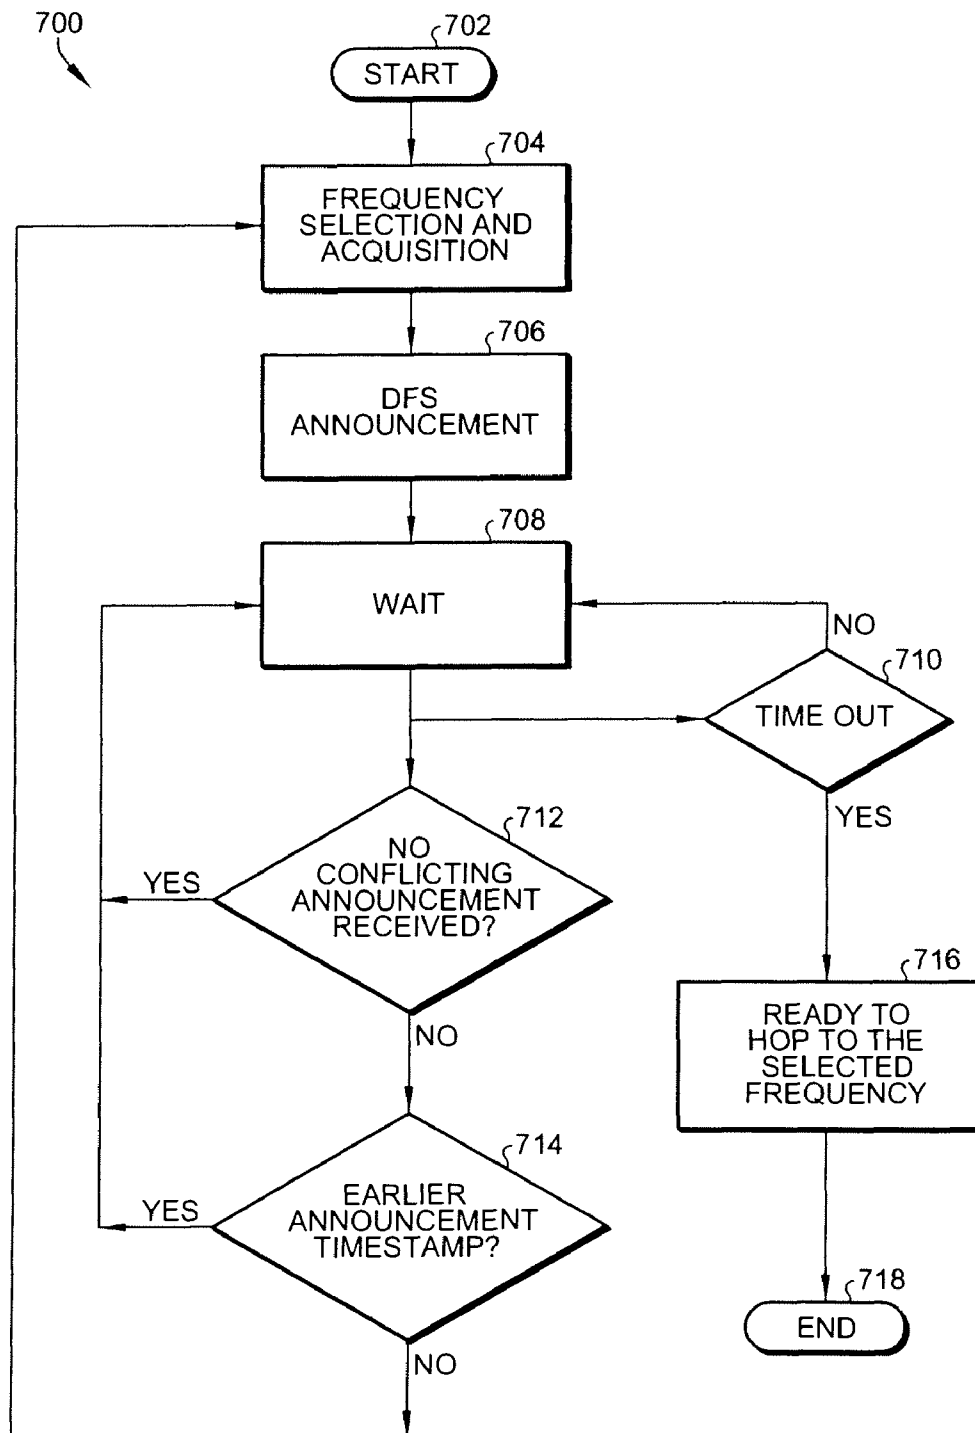 700
702
START
704
FREQUENCY
SELECTION AND
ACQUISITION
706
DFS
ANNOUNCEMENT
708
WAIT
NO
710
TIME OUT
YES
712
NO
CONFLICTING
ANNOUNCEMENT
RECEIVED?
YES
NO
716
READY TO
HOP TO THE
SELECTED
FREQUENCY
714
EARLIER
ANNOUNCEMENT
TIMESTAMP?
YES
NO
718
END